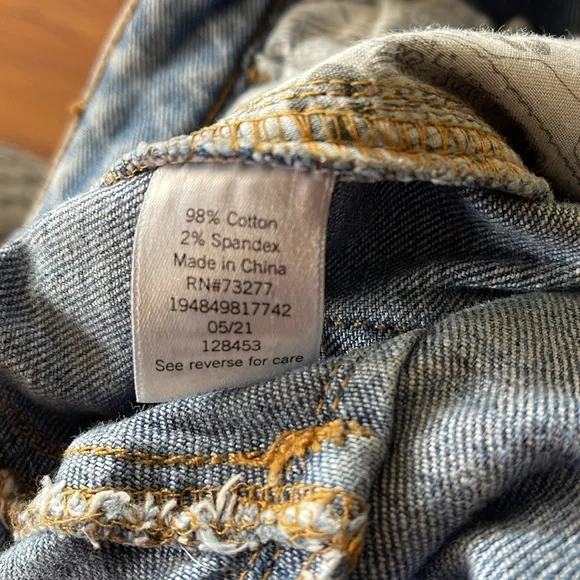 98% Cotton
2% Spandex
Made in China
RN#73277
194849817742
05/21
128453
See reverse for care